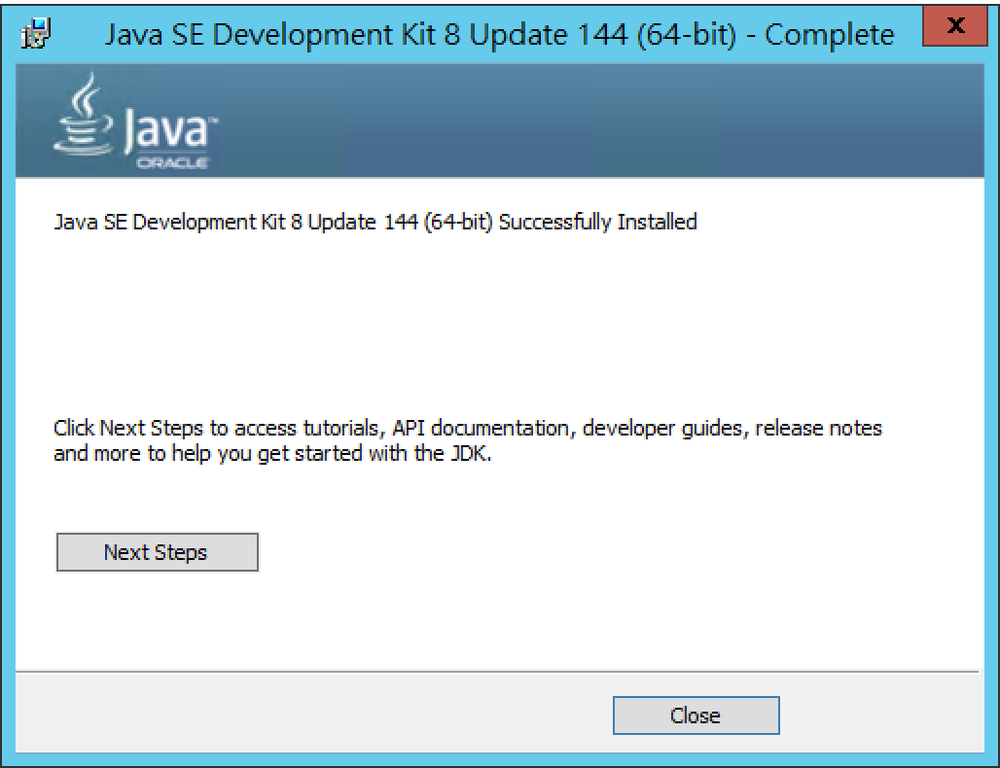 Java SE Development Kit 8 Update 144 (64-bit) - Complete
X
Java™
ORACLE
Java SE Development Kit 8 Update 144 (64-bit) Successfully Installed
Click Next Steps to access tutorials, API documentation, developer guides, release notes
and more to help you get started with the JDK.
Next Steps
Close